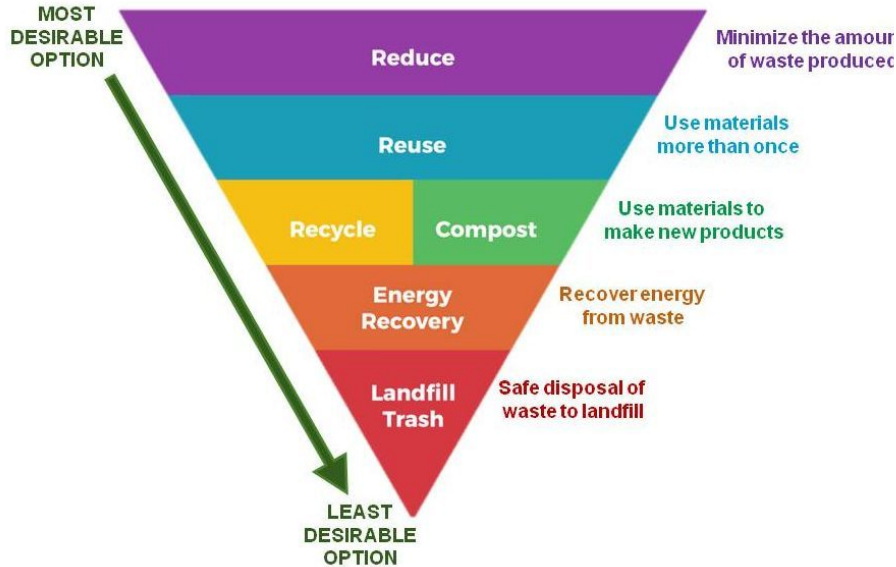 MOST
DESIRABLE
OPTION
Reduce
Minimize the amoun
of waste produced
Reuse
Use materials
more than once
Recycle
Compost
Use materials to
make new products
Energy
Recovery
Recover energy
from waste
Landfill
Trash
Safe disposal of
waste to landfill
LEAST
DESIRABLE
OPTION